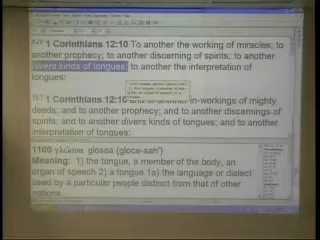 1 Corinthians 12:10 To another the working of miracles; to
another prophecy; to another discerning of spirits; to another
divers kinds of tongues; to another the interpretation of
tongues:
1 Corinthians 12:10 in-workings of mighty
deeds; and to another prophecy; and to another discernings of
spirits; and to another divers kinds of tongues; and to another
interpretation of tongues.
1100 γλῶσσα glossa (gloce-sah')
Meaning: 1) the tongue, a member of the body, an
organ of speech 2) a tongue 1a) the language or dialect
used by a particular people distinct from that of other
nations